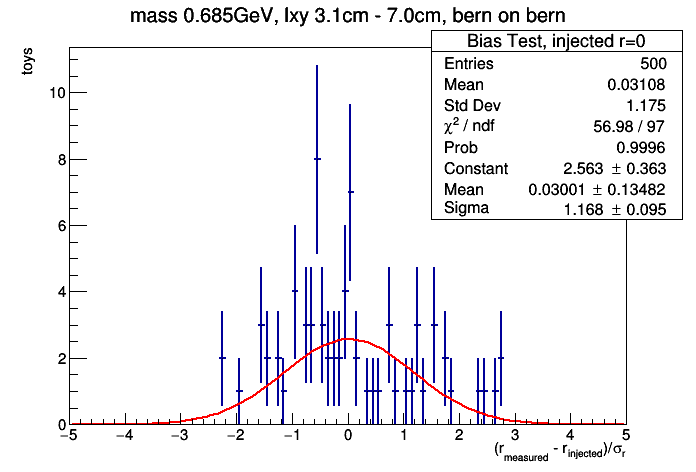 mass 0.685GeV, lxy 3.1cm - 7.0cm, bern on bern
Bias Test, injected r=0
Entries 500
Mean 0.03108
Std Dev 1.175
χ² / ndf 56.98 / 97
Prob 0.9996
Constant 2.563 ± 0.363
Mean 0.03001 ± 0.13482
Sigma 1.168 ± 0.095
toys
10
8
6
4
2
0
−5 −4 −3 −2 −1 0 1 2 3 4 5
(r_measured - r_injected)/σ_r